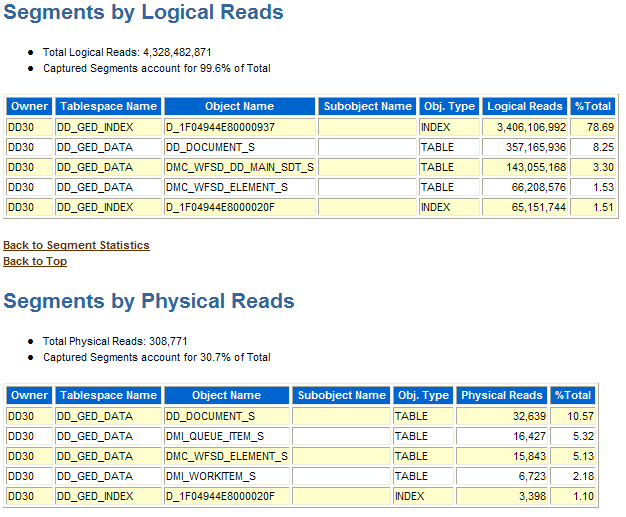 Segments by Logical Reads
Total Logical Reads: 4,328,482,871
Captured Segments account for 99.6% of Total
Owner Tablespace Name Object Name Subobject Name Obj. Type Logical Reads %Total
DD30 DD_GED_INDEX D_1F04944E80000937 INDEX 3,406,106,992 78.69
DD30 DD_GED_DATA DD_DOCUMENT_S TABLE 357,165,936 8.25
DD30 DD_GED_DATA DMC_WFSD_DD_MAIN_SDT_S TABLE 143,055,168 3.30
DD30 DD_GED_DATA DMC_WFSD_ELEMENT_S TABLE 66,208,576 1.53
DD30 DD_GED_INDEX D_1F04944E8000020F INDEX 65,151,744 1.51
Back to Segment Statistics
Back to Top
Segments by Physical Reads
Total Physical Reads: 308,771
Captured Segments account for 30.7% of Total
Owner Tablespace Name Object Name Subobject Name Obj. Type Physical Reads %Total
DD30 DD_GED_DATA DD_DOCUMENT_S TABLE 32,639 10.57
DD30 DD_GED_DATA DMI_QUEUE_ITEM_S TABLE 16,427 5.32
DD30 DD_GED_DATA DMC_WFSD_ELEMENT_S TABLE 15,843 5.13
DD30 DD_GED_DATA DMI_WORKITEM_S TABLE 6,723 2.18
DD30 DD_GED_INDEX D_1F04944E8000020F INDEX 3,398 1.10